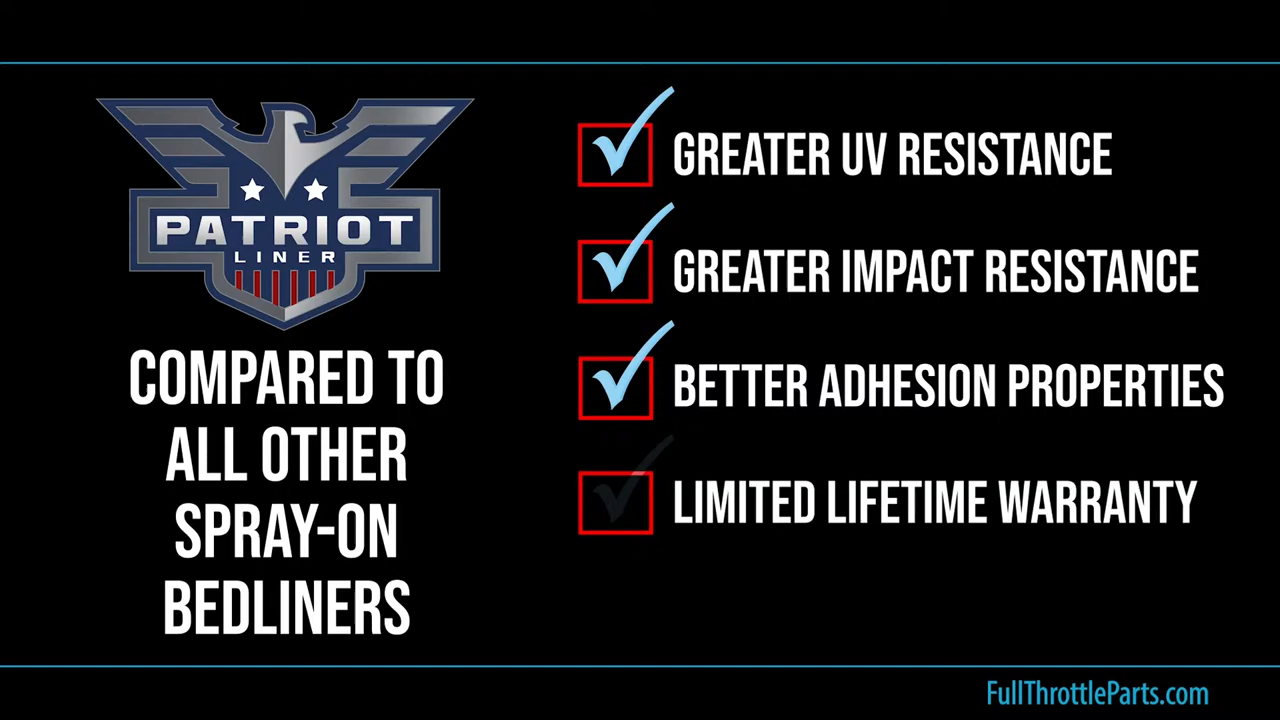 PATRIOT
LINER
COMPARED TO
ALL OTHER
SPRAY-ON
BEDLINERS
GREATER UV RESISTANCE
GREATER IMPACT RESISTANCE
BETTER ADHESION PROPERTIES
LIMITED LIFETIME WARRANTY
FullThrottleParts.com